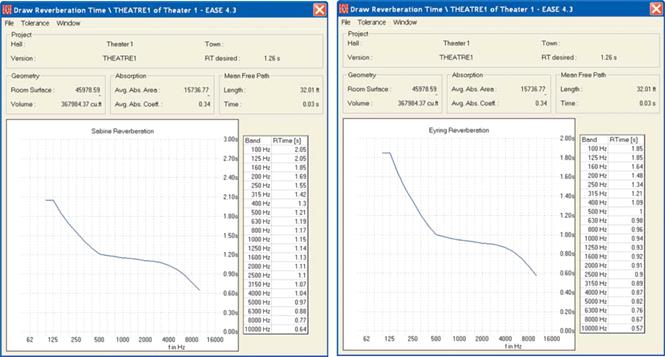 Draw Reverberation Time \ THEATRE1 of Theater 1 - EASE 4.3
File Tolerance Window
Project
Hall : Theater 1 Town :
Version : THEATRE1 RT desired : 1.26 s
Geometry Absorption Mean Free Path
Room Surface : 45978.59 Avg. Abs. Area : 15736.77 Length : 32.01 ft
Volume : 367984.37 cu.ft Avg. Abs. Coeff. : 0.34 Time : 0.03 s
Sabine Reverberation
3.00s
2.70s
2.40s
2.10s
1.80s
1.50s
1.20s
0.90s
0.60s
0.30s
0.00s
62 125 250 500 1000 2000 4000 8000 16000
f in Hz
Band RTime [s]
100 Hz 2.05
125 Hz 2.05
160 Hz 1.85
200 Hz 1.69
250 Hz 1.55
315 Hz 1.42
400 Hz 1.3
500 Hz 1.21
630 Hz 1.19
800 Hz 1.17
1000 Hz 1.15
1250 Hz 1.14
1600 Hz 1.13
2000 Hz 1.11
2500 Hz 1.1
3150 Hz 1.07
4000 Hz 1.04
5000 Hz 0.97
6300 Hz 0.88
8000 Hz 0.77
10000 Hz 0.64
Draw Reverberation Time \ THEATRE1 of Theater 1 - EASE 4.3
File Tolerance Window
Project
Hall : Theater 1 Town :
Version : THEATRE1 RT desired : 1.26 s
Geometry Absorption Mean Free Path
Room Surface : 45978.59 Avg. Abs. Area : 15736.77 Length : 32.01 ft
Volume : 367984.37 cu.ft Avg. Abs. Coeff. : 0.34 Time : 0.03 s
Eyring Reverberation
2.00s
1.80s
1.60s
1.40s
1.20s
1.00s
0.80s
0.60s
0.40s
0.20s
0.00s
62 125 250 500 1000 2000 4000 8000 16000
f in Hz
Band RTime [s]
100 Hz 1.85
125 Hz 1.85
160 Hz 1.64
200 Hz 1.48
250 Hz 1.34
315 Hz 1.21
400 Hz 1.09
500 Hz 1
630 Hz 0.98
800 Hz 0.96
1000 Hz 0.94
1250 Hz 0.93
1600 Hz 0.92
2000 Hz 0.91
2500 Hz 0.9
3150 Hz 0.89
4000 Hz 0.87
5000 Hz 0.82
6300 Hz 0.76
8000 Hz 0.67
10000 Hz 0.57